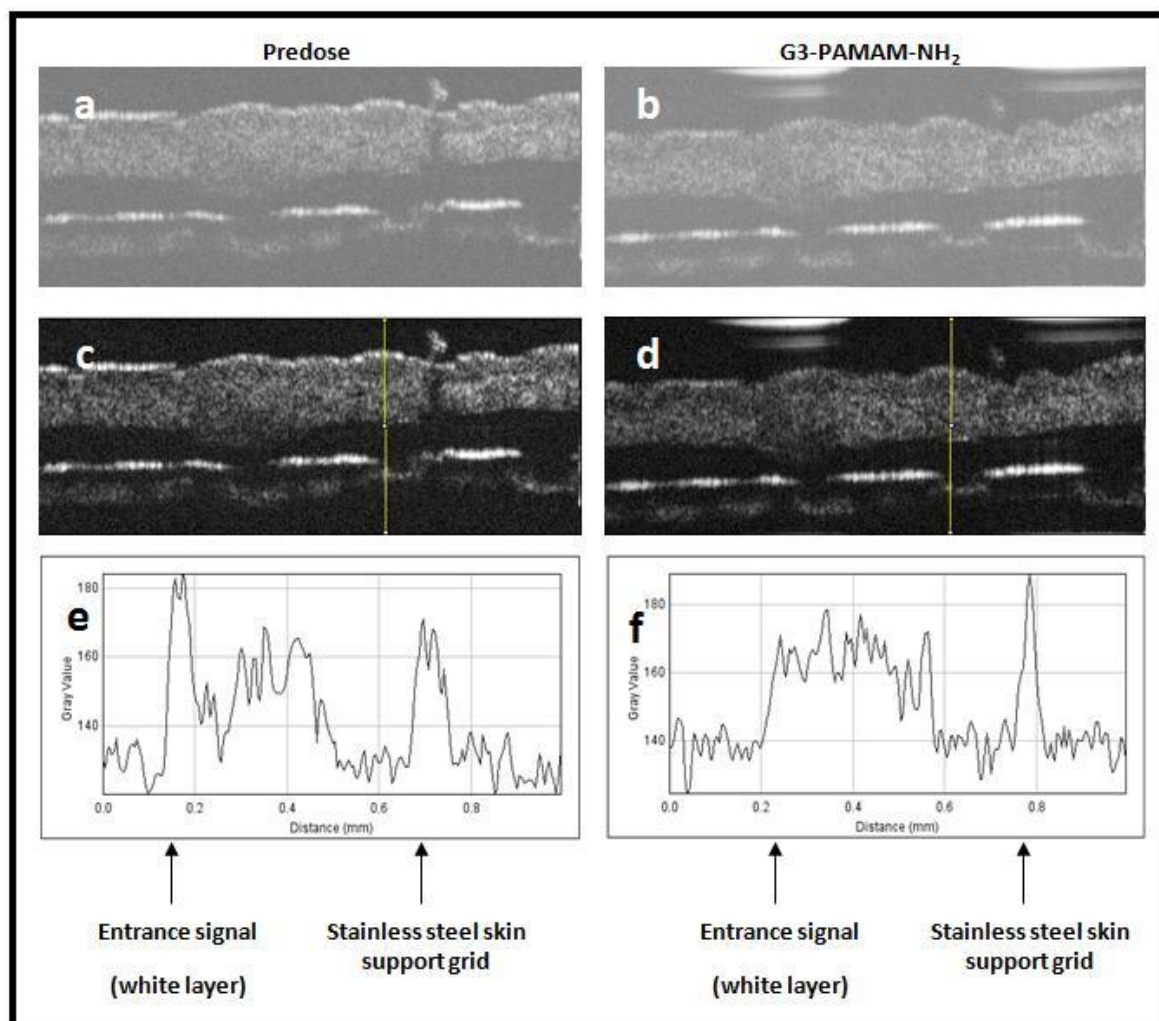 Predose
G3-PAMAM-NH₂
a
b
c
d
e
180
160
140
Gray Value
0.0 0.2 0.4 0.6 0.8
Distance (mm)
f
180
160
140
Gray Value
0.0 0.2 0.4 0.6 0.8
Distance (mm)
Entrance signal
(white layer)
Stainless steel skin
support grid
Entrance signal
(white layer)
Stainless steel skin
support grid